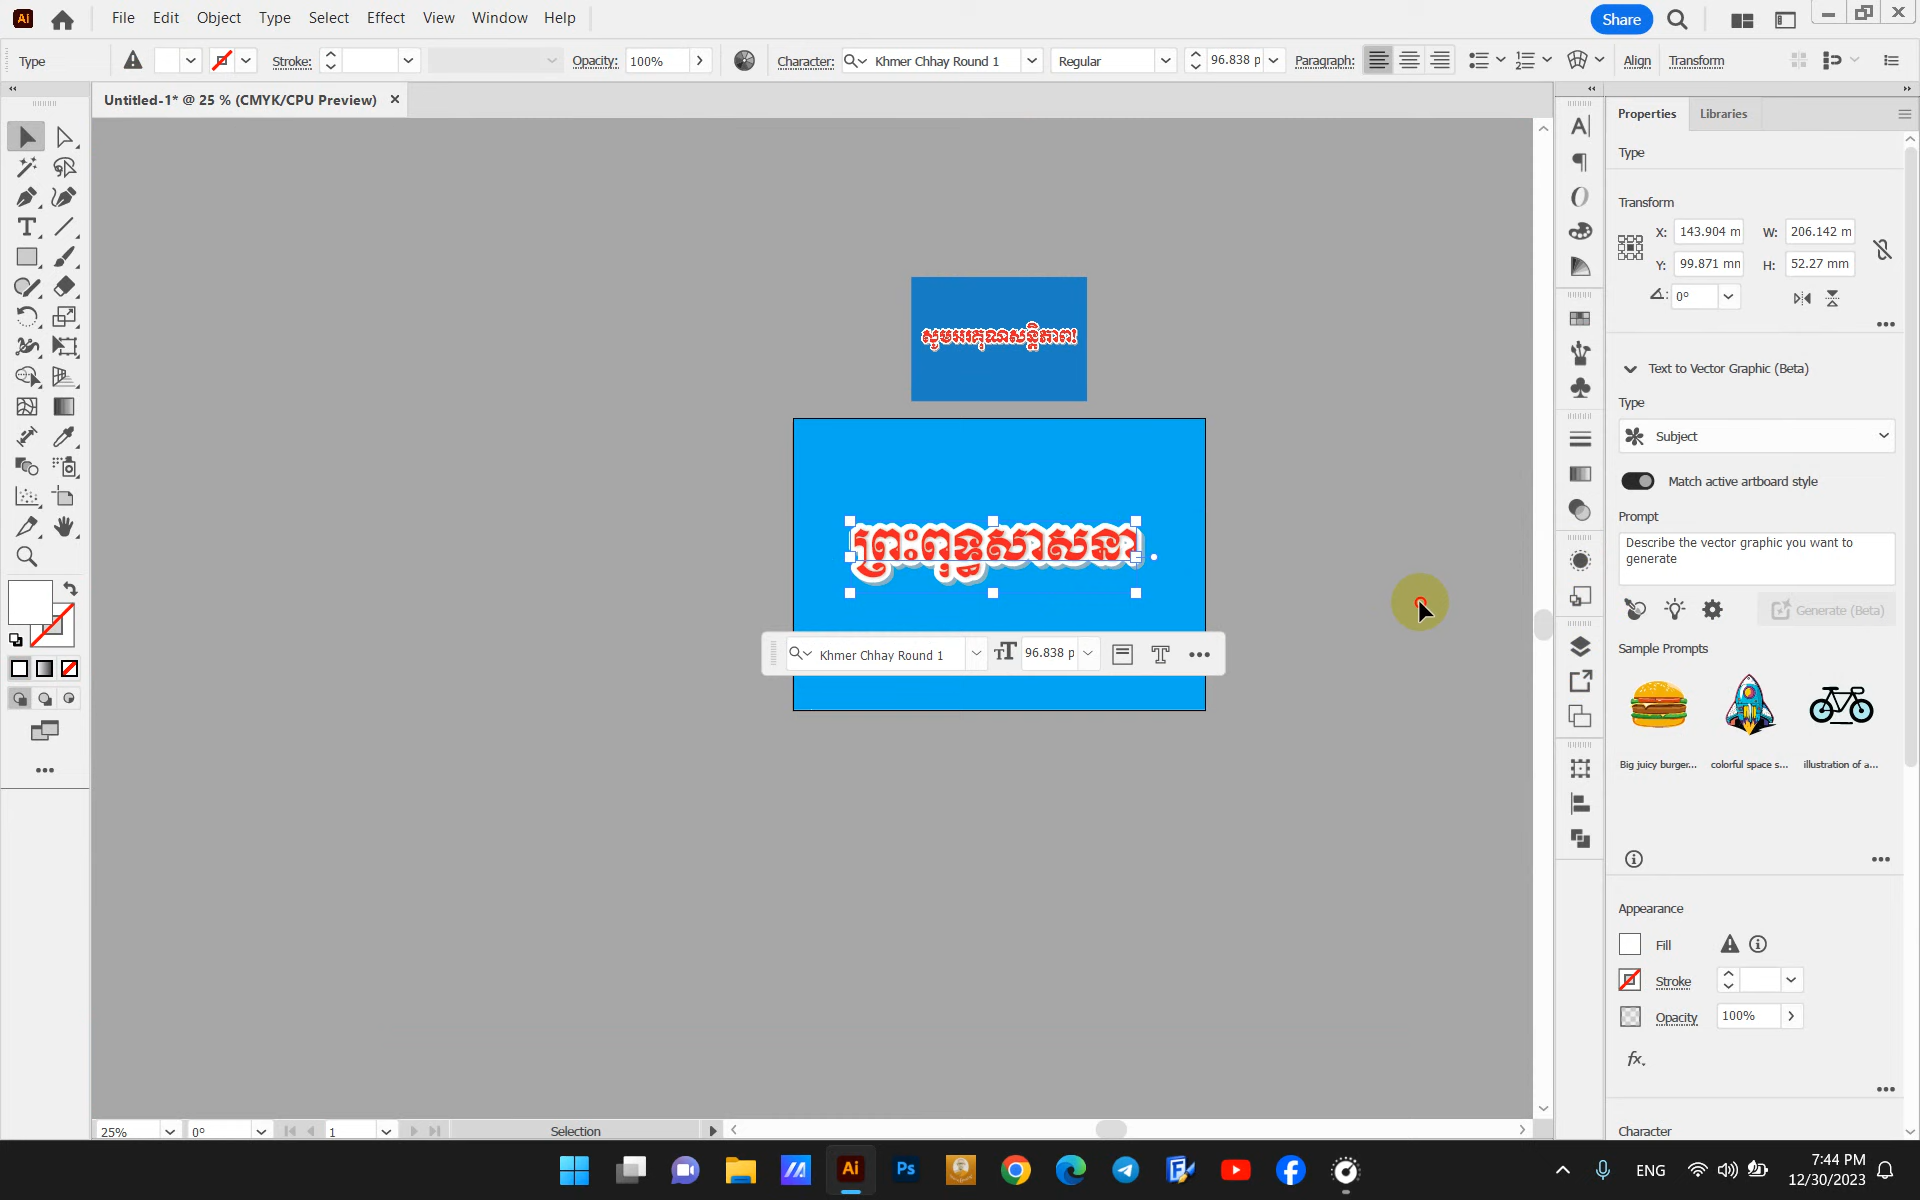 Ai File Edit Object Type Select Effect View Window Help Share
Type Stroke: Opacity: 100% Character: Khmer Chhay Round 1 Regular 96.838 p Paragraph: Align Transform
Untitled-1* @ 25 % (CMYK/CPU Preview)
Properties Libraries
Type
Transform
X: 143.904 m W: 206.142 m
Y: 99.871 mm H: 52.27 mm
0°
សូមអរគុណសន្តិភាព!
Text to Vector Graphic (Beta)
Type
Subject
Match active artboard style
Prompt
Describe the vector graphic you want to
generate
ព្រះពុទ្ធសាសនា
Generate (Beta)
Khmer Chhay Round 1 96.838 p
Sample Prompts
Big juicy burger... colorful space s... illustration of a...
Appearance
Fill
Stroke
Opacity 100%
fx.
Character
25% 0° 1 Selection
Ai Ps
ENG
7:44 PM
12/30/2023